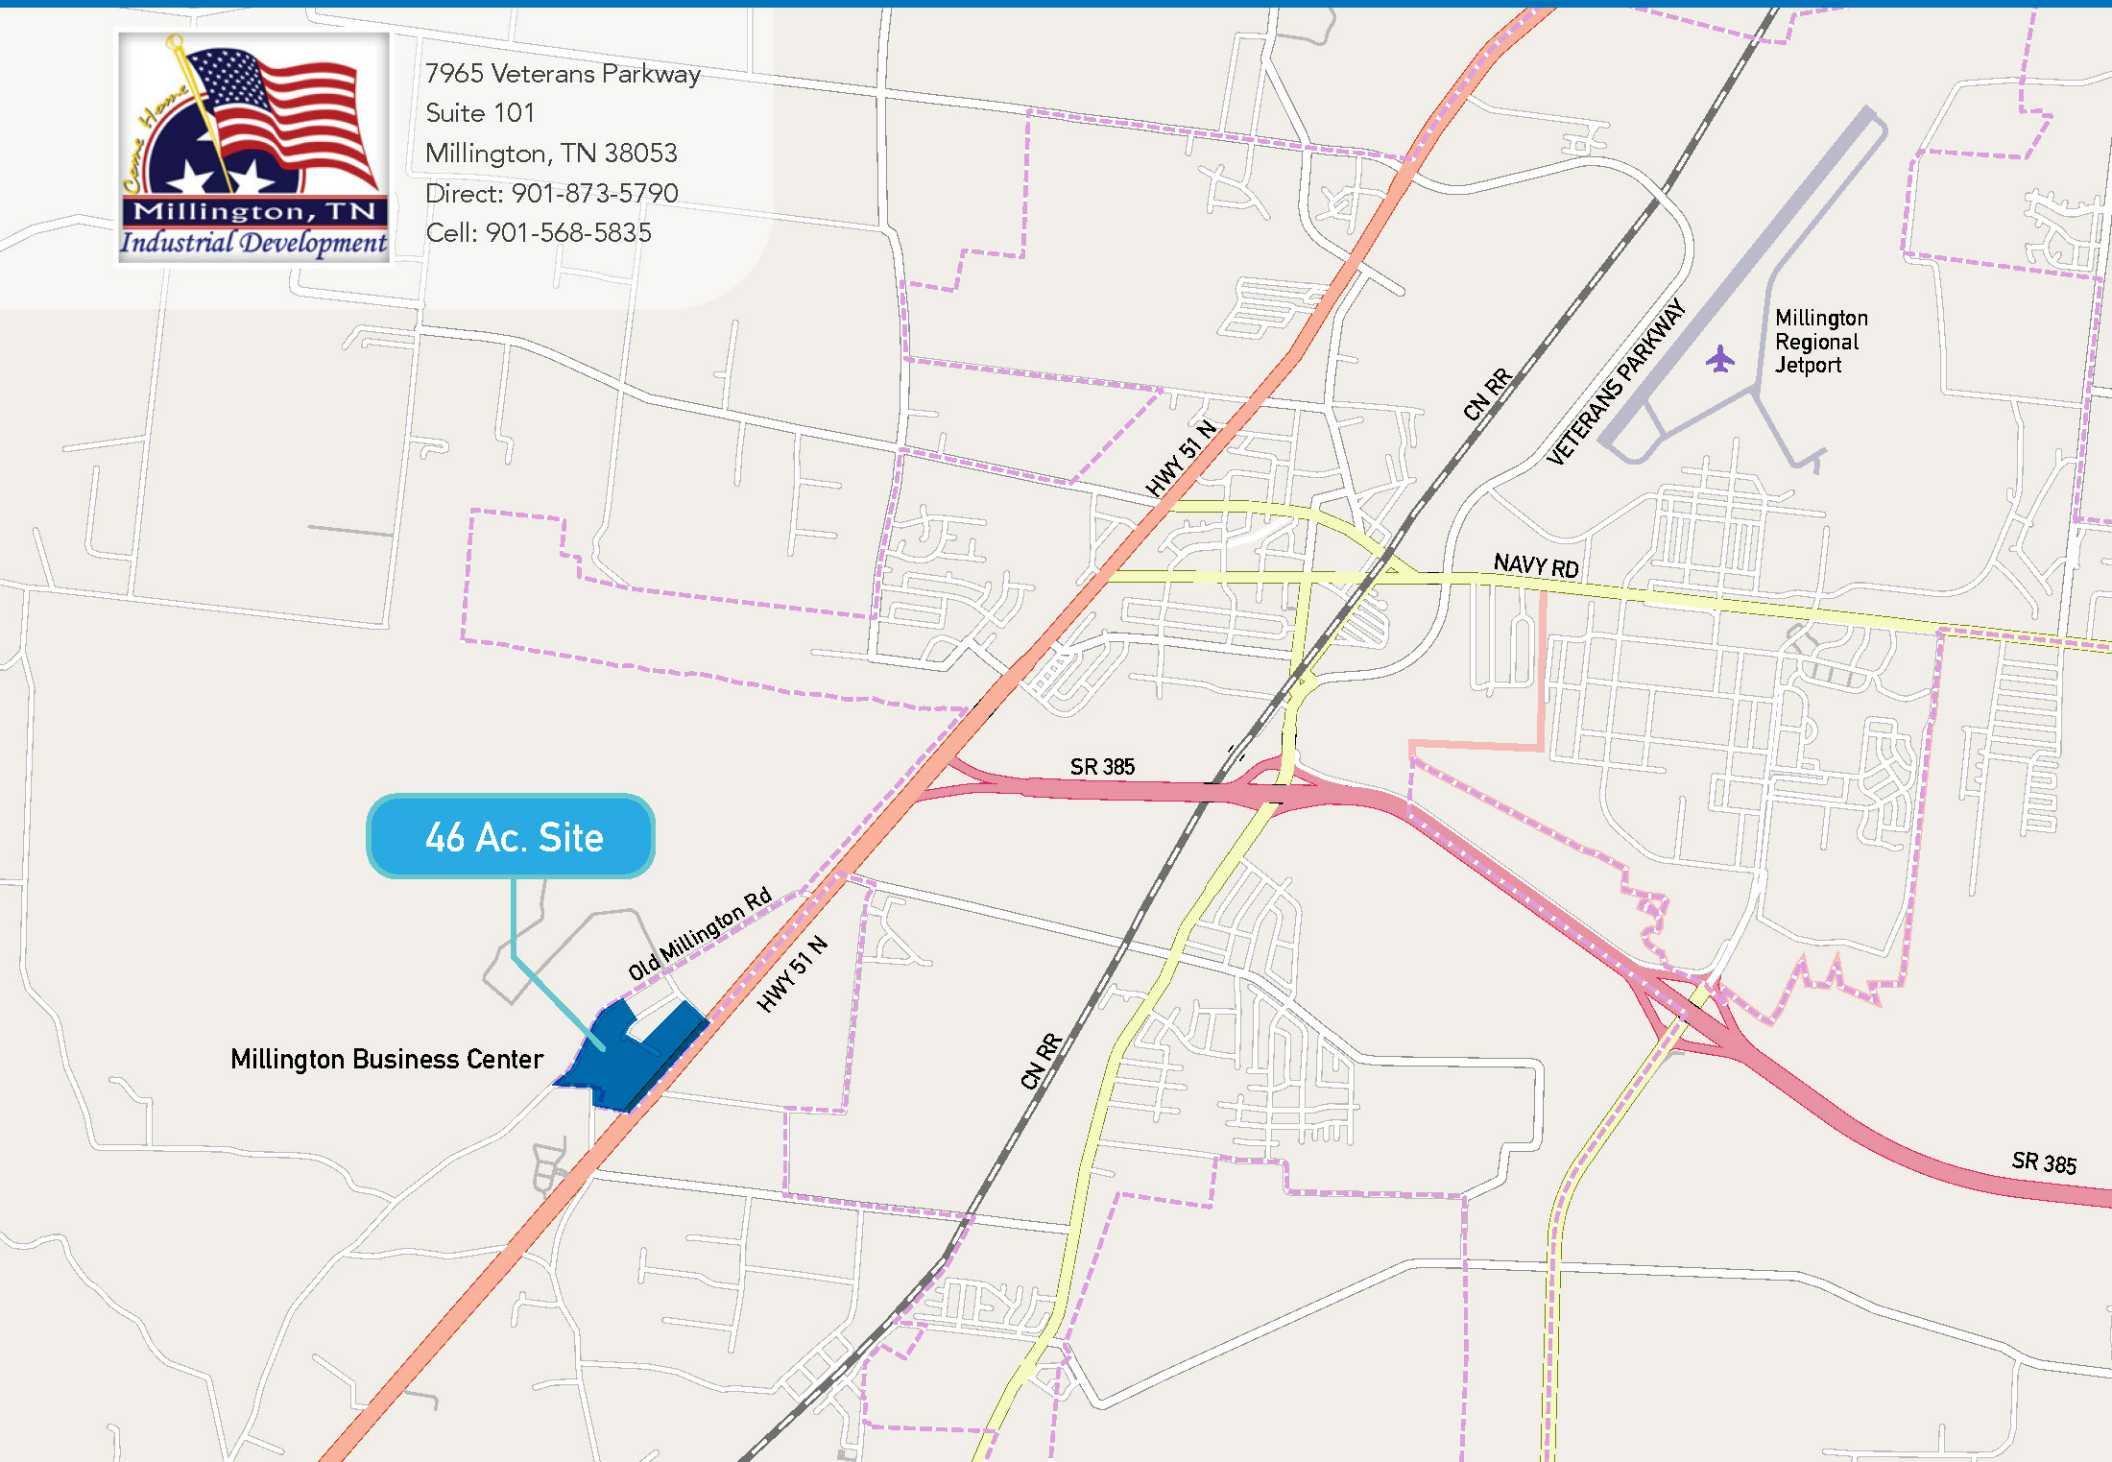 Come Home
Millington, TN
Industrial Development
7965 Veterans Parkway
Suite 101
Millington, TN 38053
Direct: 901-873-5790
Cell: 901-568-5835
Millington
Regional
Jetport
VETERANS PARKWAY
CN RR
HWY 51 N
NAVY RD
SR 385
46 Ac. Site
Old Millington Rd
HWY 51 N
Millington Business Center
CN RR
SR 385